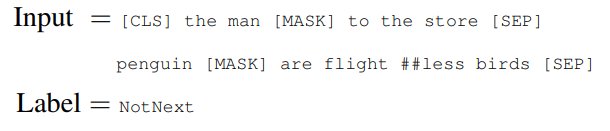 Input = [CLS] the man [MASK] to the store [SEP]
penguin [MASK] are flight ##less birds [SEP]
Label = NotNext